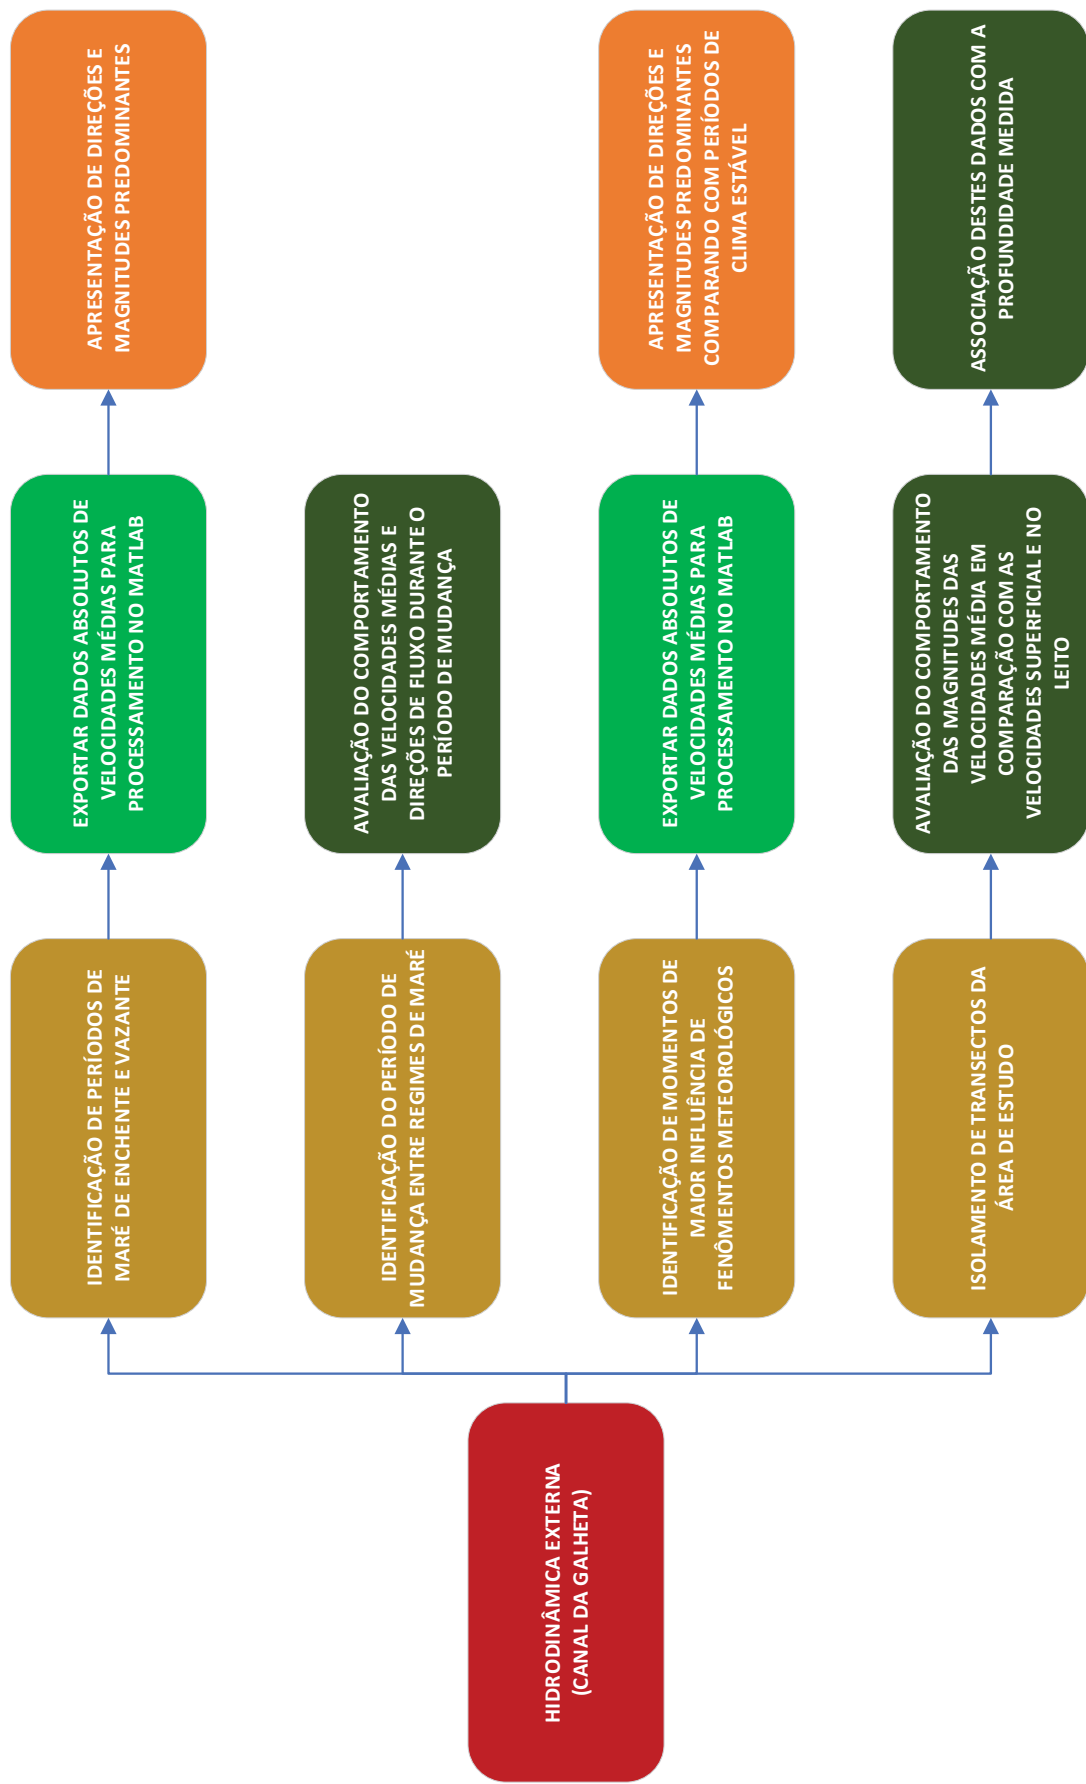 HIDRODINÂMICA EXTERNA
(CANAL DA GALHETA)
IDENTIFICAÇÃO DE PERÍODOS DE
MARÉ DE ENCHENTE E VAZANTE
EXPORTAR DADOS ABSOLUTOS DE
VELOCIDADES MÉDIAS PARA
PROCESSAMENTO NO MATLAB
APRESENTAÇÃO DE DIREÇÕES E
MAGNITUDES PREDOMINANTES
IDENTIFICAÇÃO DO PERÍODO DE
MUDANÇA ENTRE REGIMES DE MARÉ
AVALIAÇÃO DO COMPORTAMENTO
DAS VELOCIDADES MÉDIAS E
DIREÇÕES DE FLUXO DURANTE O
PERÍODO DE MUDANÇA
IDENTIFICAÇÃO DE MOMENTOS DE
MAIOR INFLUÊNCIA DE
FENÔMENTOS METEOROLÓGICOS
EXPORTAR DADOS ABSOLUTOS DE
VELOCIDADES MÉDIAS PARA
PROCESSAMENTO NO MATLAB
APRESENTAÇÃO DE DIREÇÕES E
MAGNITUDES PREDOMINANTES
COMPARANDO COM PERÍODOS DE
CLIMA ESTÁVEL
ISOLAMENTO DE TRANSECTOS DA
ÁREA DE ESTUDO
AVALIAÇÃO DO COMPORTAMENTO
DAS MAGNITUDES DAS
VELOCIDADES MÉDIA EM
COMPARAÇÃO COM AS
VELOCIDADES SUPERFICIAL E NO
LEITO
ASSOCIAÇÃO DESTES DADOS COM A
PROFUNDIDADE MEDIDA